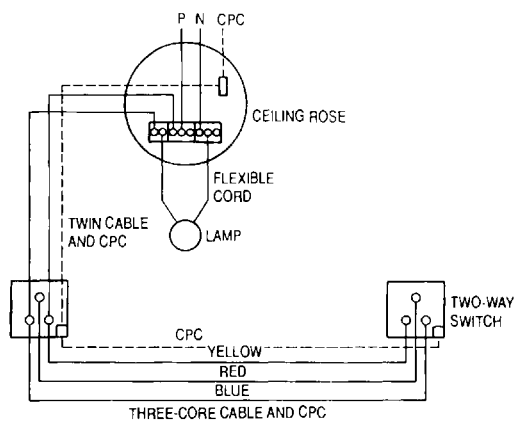 P N CPC
CEILING ROSE
FLEXIBLE
CORD
TWIN CABLE
AND CPC
LAMP
TWO-WAY
SWITCH
CPC
YELLOW
RED
BLUE
THREE-CORE CABLE AND CPC